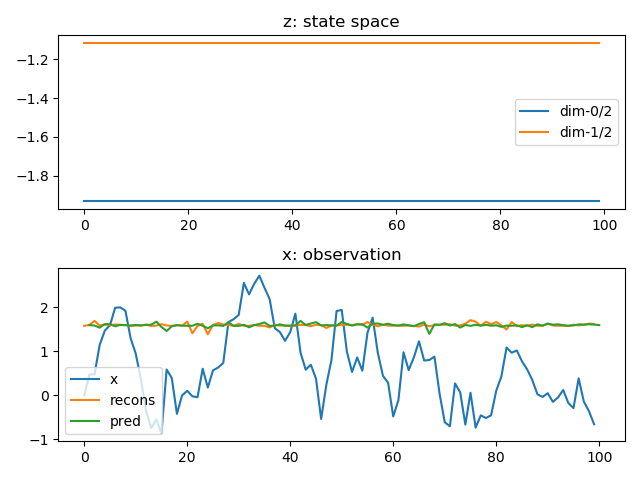 z: state space
−1.2
−1.4
−1.6
−1.8
dim-0/2
dim-1/2
0
20
40
60
80
100
x: observation
2
1
0
−1
x
recons
pred
0
20
40
60
80
100